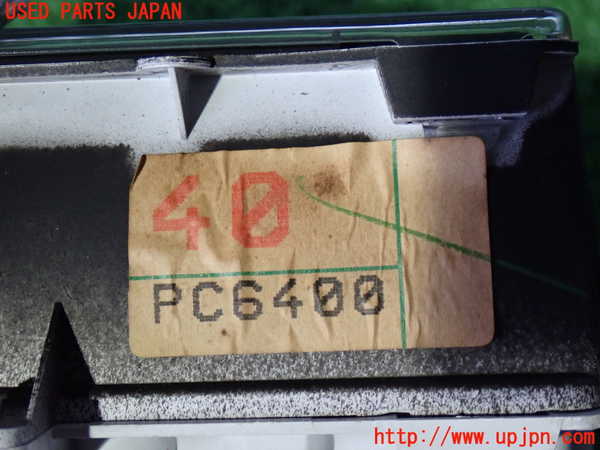 USED PARTS JAPAN
40
PC6400
http://www.upjpn.com/